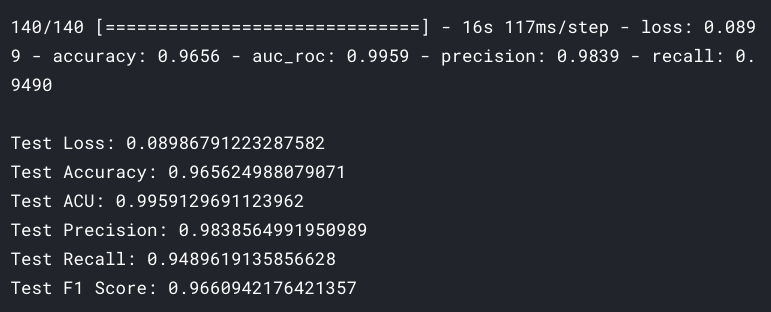 140/140 [==============================] - 16s 117ms/step - loss: 0.089
9 - accuracy: 0.9656 - auc_roc: 0.9959 - precision: 0.9839 - recall: 0.
9490
Test Loss: 0.08986791223287582
Test Accuracy: 0.965624988079071
Test ACU: 0.9959129691123962
Test Precision: 0.9838564991950989
Test Recall: 0.9489619135856628
Test F1 Score: 0.9660942176421357